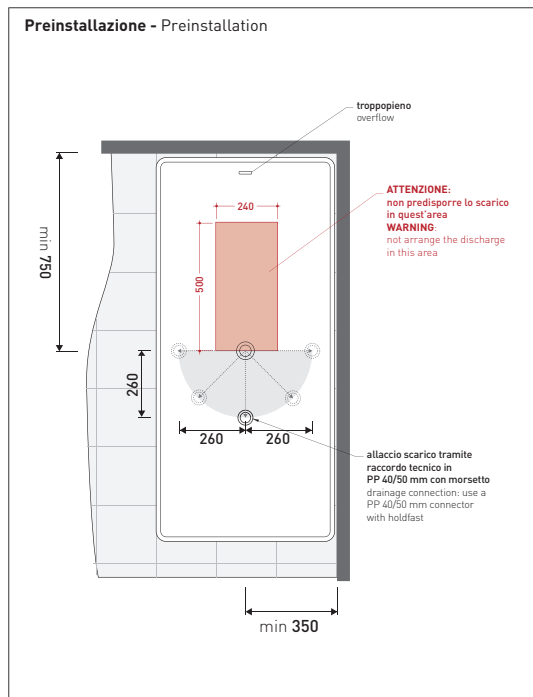 Preinstallazione - Preinstallation
troppopieno
overflow
ATTENZIONE:
non predisporre lo scarico
in quest'area
WARNING:
not arrange the discharge
in this area
240
min 750
500
260
260
260
allaccio scarico tramite
raccordo tecnico in
PP 40/50 mm con morsetto
drainage connection: use a
PP 40/50 mm connector
with holdfast
min 350